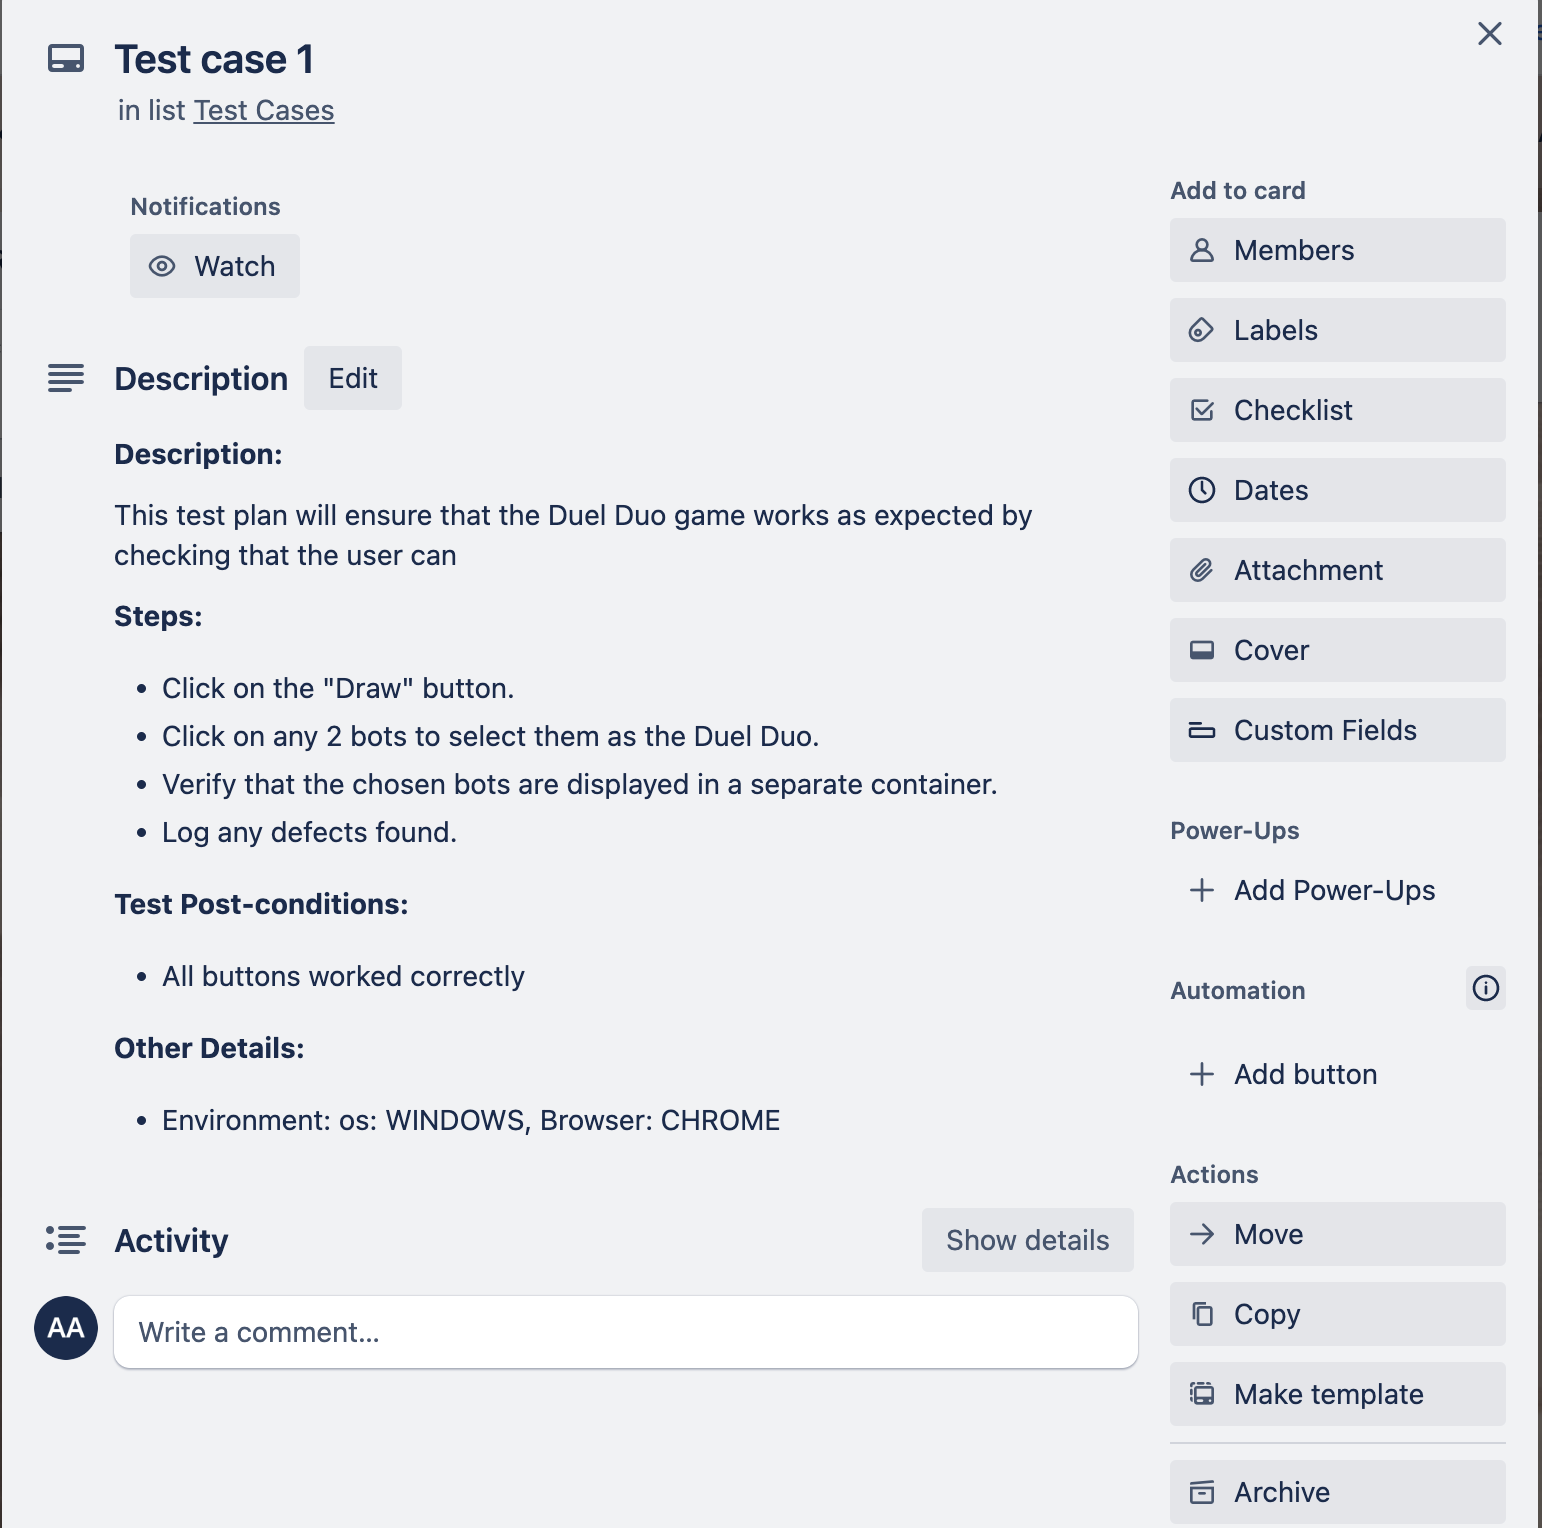 Test case 1
in list Test Cases
Notifications
Watch
Description
Edit
Description:
This test plan will ensure that the Duel Duo game works as expected by
checking that the user can
Steps:
• Click on the "Draw" button.
• Click on any 2 bots to select them as the Duel Duo.
• Verify that the chosen bots are displayed in a separate container.
• Log any defects found.
Test Post-conditions:
• All buttons worked correctly
Other Details:
• Environment: os: WINDOWS, Browser: CHROME
Activity
Show details
AA
Write a comment...
Add to card
Members
Labels
Checklist
Dates
Attachment
Cover
Custom Fields
Power-Ups
Add Power-Ups
Automation
Add button
Actions
Move
Copy
Make template
Archive